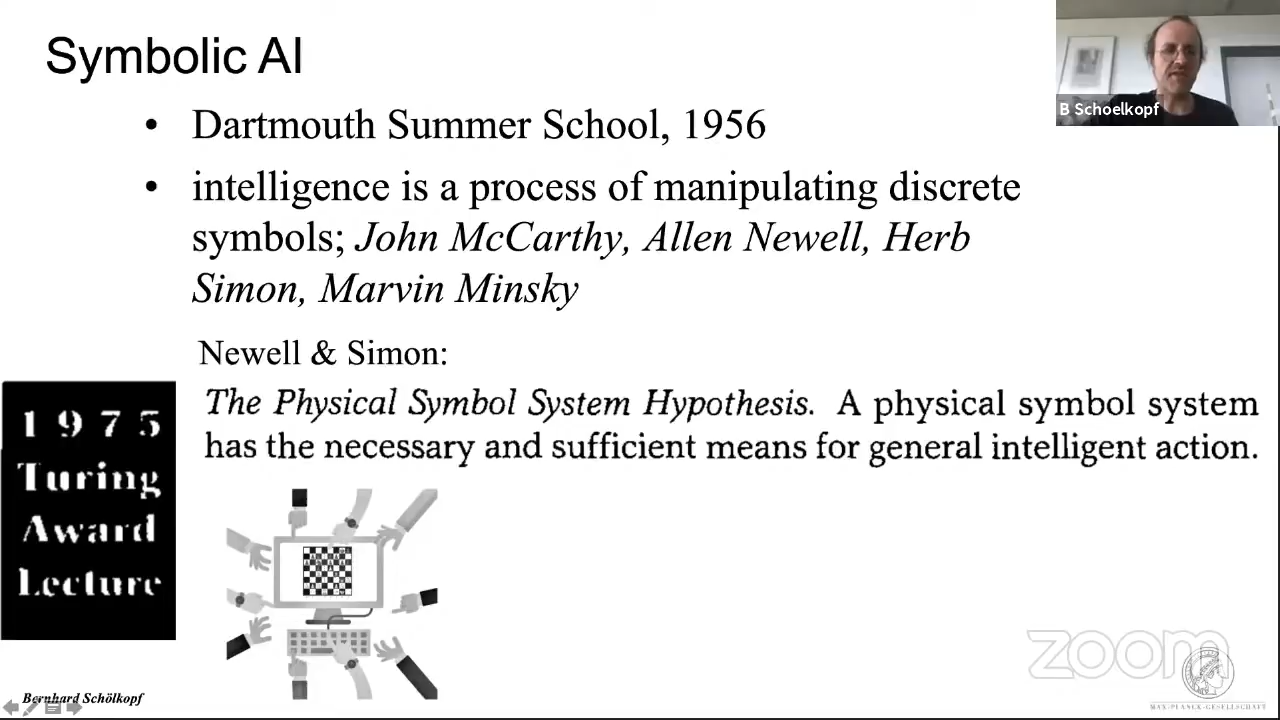 Symbolic AI
B Schoelkopf
• Dartmouth Summer School, 1956
• intelligence is a process of manipulating discrete
symbols; John McCarthy, Allen Newell, Herb
Simon, Marvin Minsky
Newell & Simon:
The Physical Symbol System Hypothesis. A physical symbol system
has the necessary and sufficient means for general intelligent action.
1975
Turing
Award
Lecture
zoom
Bernhard Schölkopf
MAX-PLANCK-GESELLSCHAFT